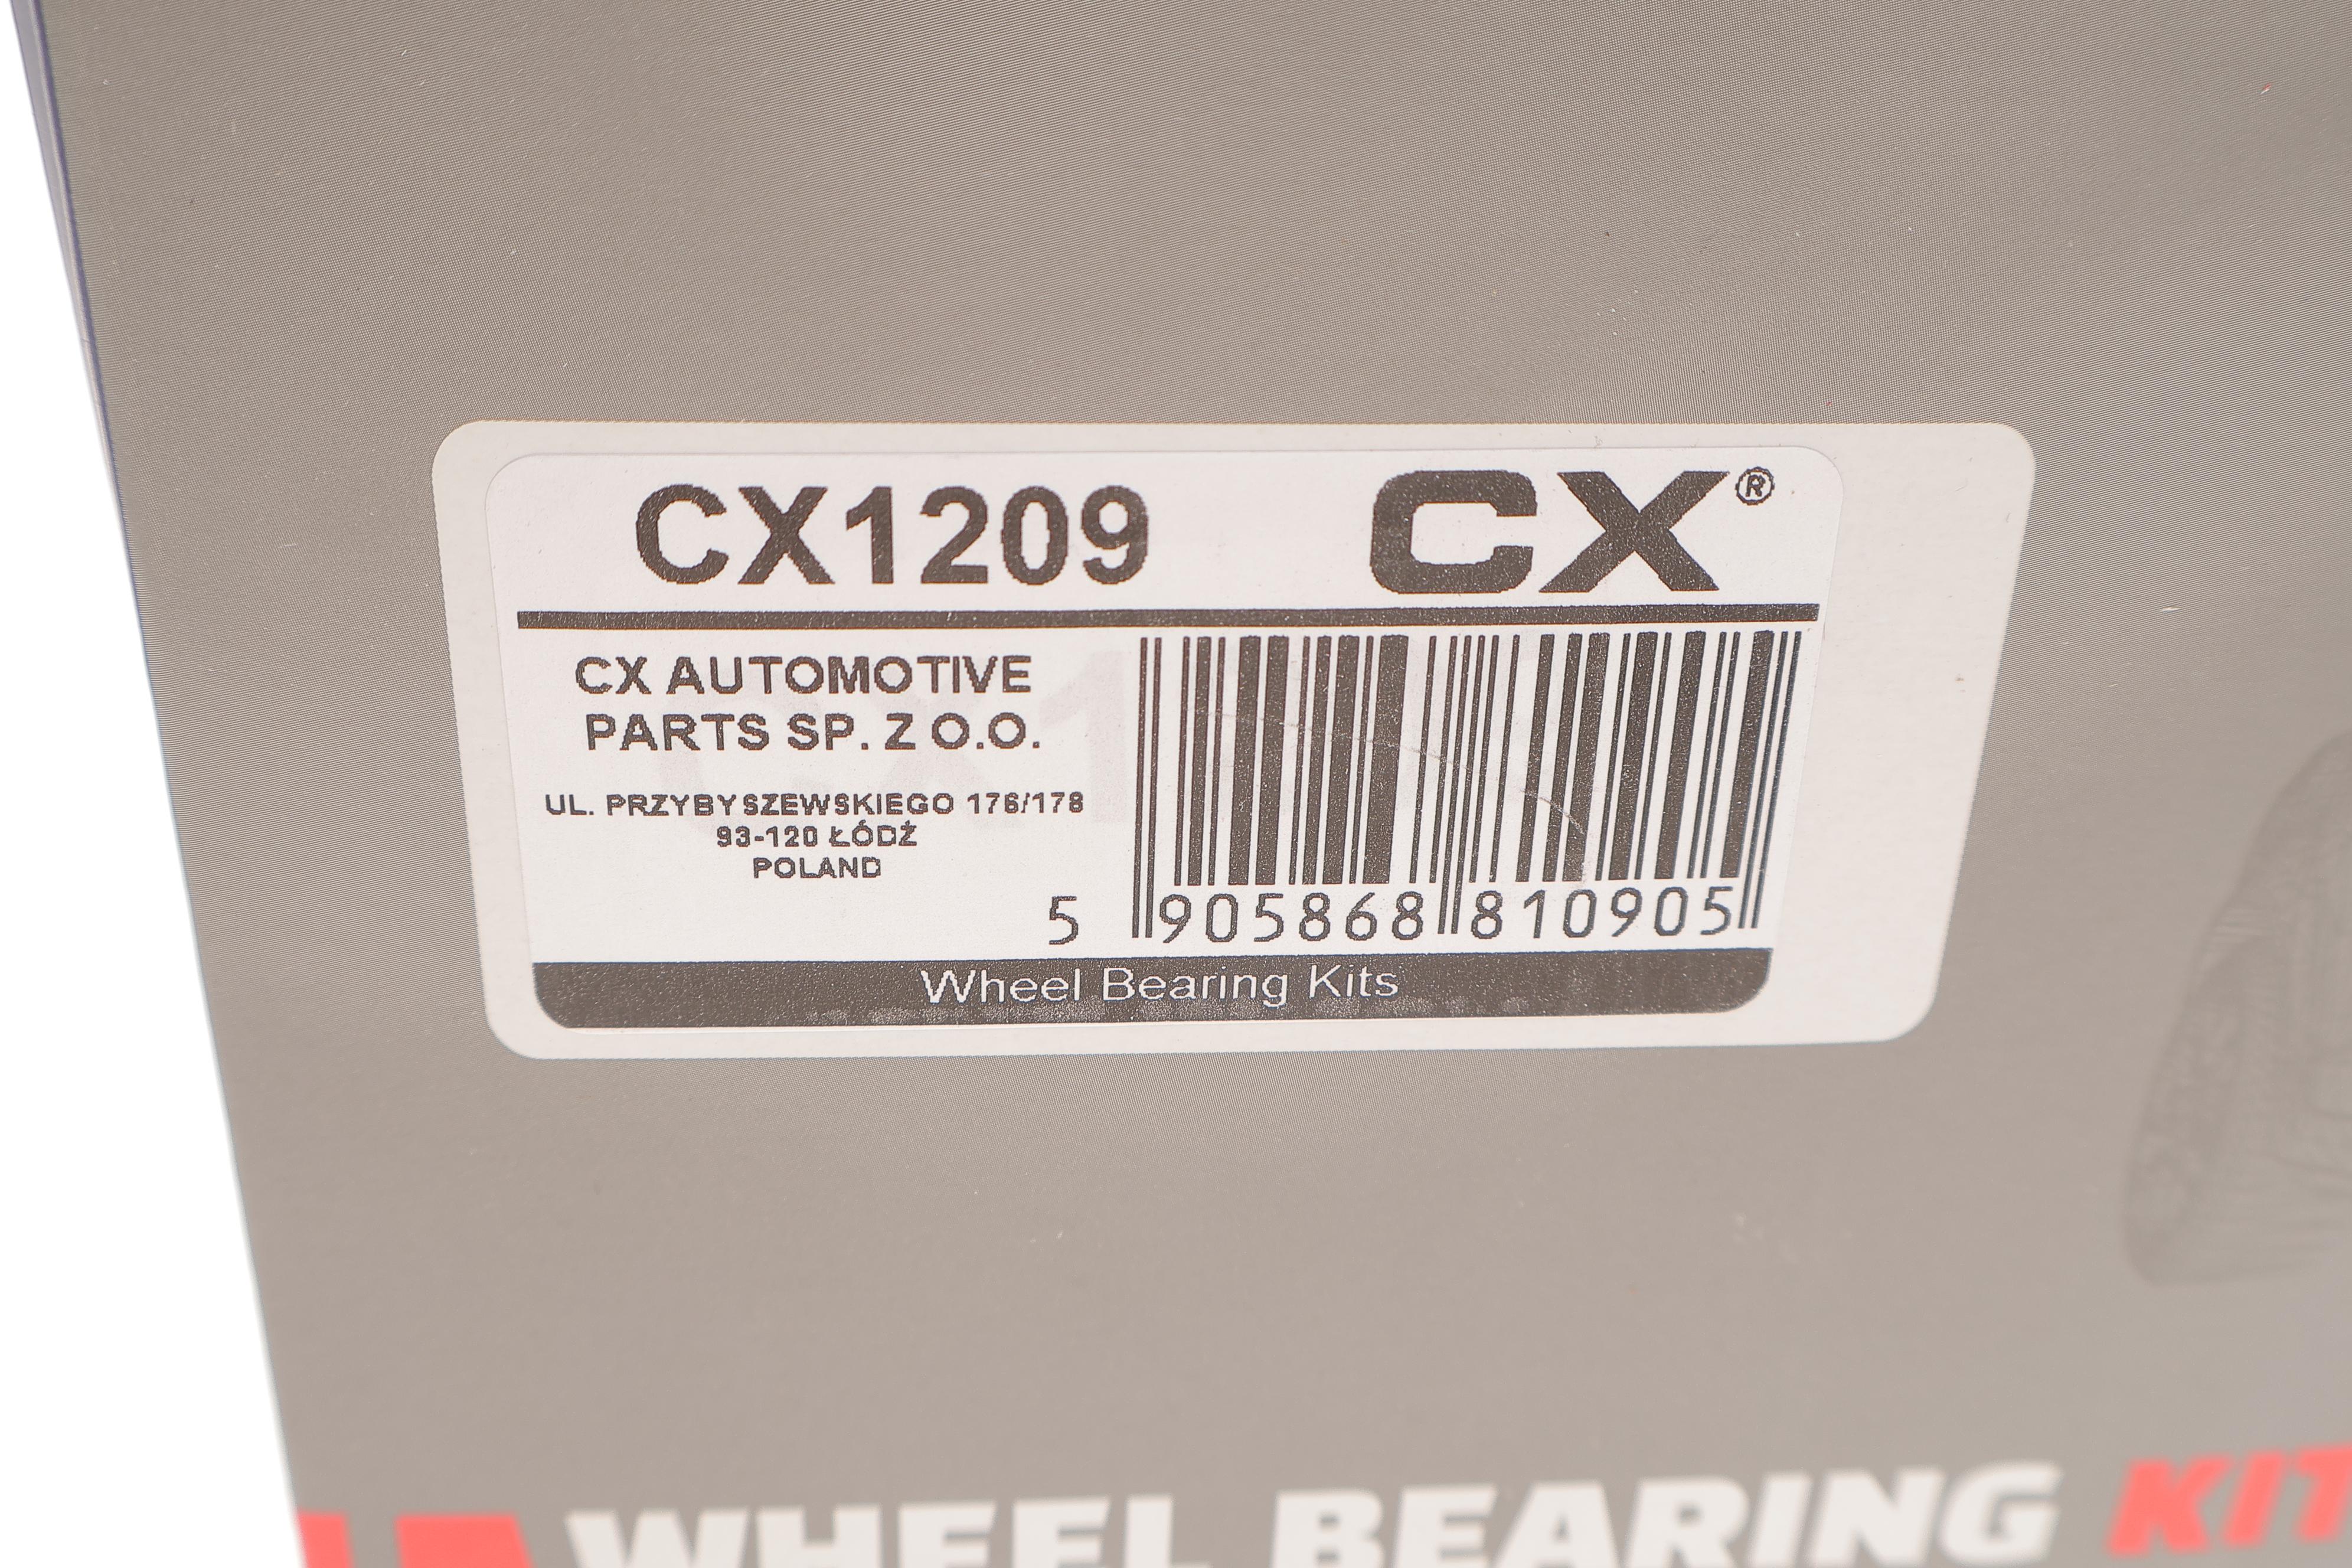 CX1209 CX®
CX AUTOMOTIVE
PARTS SP. Z O.O.
UL. PRZYBYSZEWSKIEGO 176/178
93-120 ŁÓDŹ
POLAND
5 905868 810905
Wheel Bearing Kits
WHEEL BEARING KIT